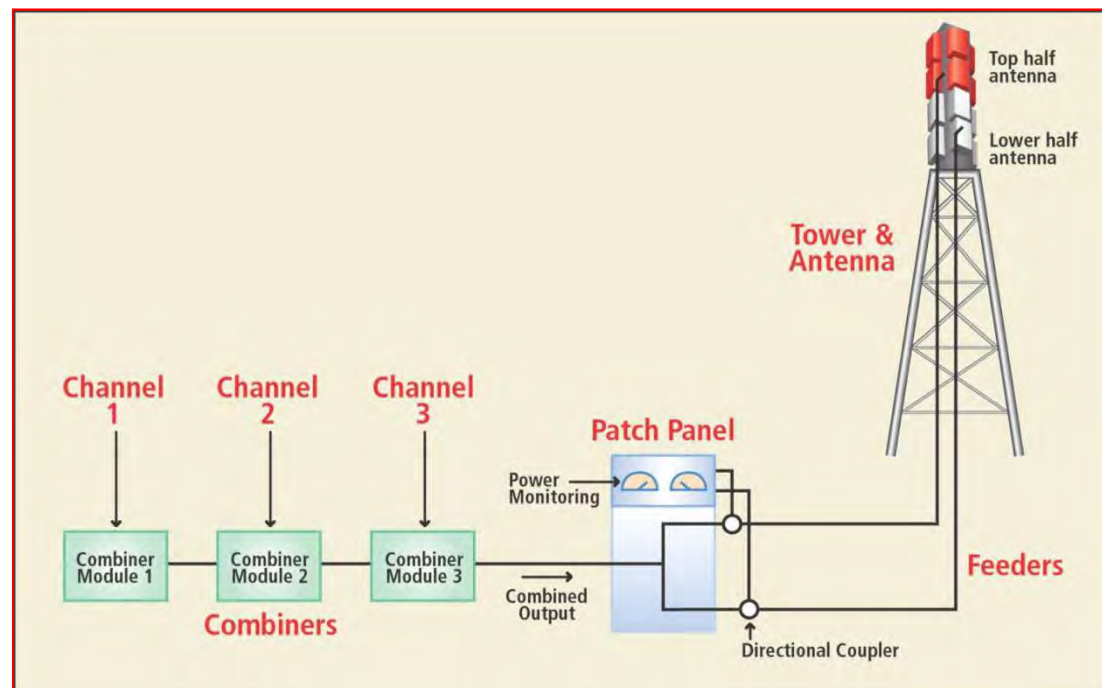 Top half
antenna
Lower half
antenna
Tower &
Antenna
Channel
1
Channel
2
Channel
3
Patch Panel
Power
Monitoring
Combiner
Module 1
Combiner
Module 2
Combiner
Module 3
Combiners
Combined
Output
Feeders
Directional Coupler